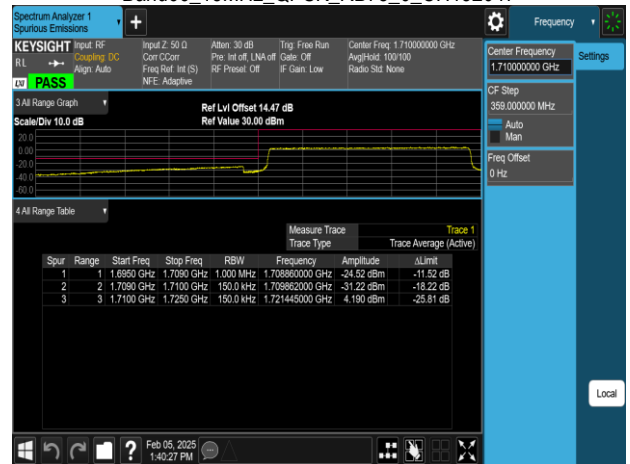 Spectrum Analyzer 1
Spurious Emissions
Frequency
KEYSIGHT
RL
PASS
Input: RF
Coupling: DC
Align: Auto
Input Z: 50 Ω
Corr CCorr
Freq Ref: Int (S)
NFE: Adaptive
Atten: 30 dB
Pre: Int off, LNA off
RF Presel: Off
Trig: Free Run
Gate: Off
IF Gain: Low
Center Freq: 1.710000000 GHz
Avg|Hold: 100/100
Radio Std: None
Center Frequency
1.710000000 GHz
Settings
CF Step
359.000000 MHz
Auto
Man
Freq Offset
0 Hz
3 All Range Graph
Scale/Div 10.0 dB
Ref Lvl Offset 14.47 dB
Ref Value 30.00 dBm
20.0
0.00
-20.0
-40.0
-60.0
4 All Range Table
Measure Trace Trace 1
Trace Type Trace Average (Active)
Spur Range Start Freq Stop Freq RBW Frequency Amplitude ΔLimit
1 1 1.6950 GHz 1.7090 GHz 1.000 MHz 1.708860000 GHz -24.52 dBm -11.52 dB
2 2 1.7090 GHz 1.7100 GHz 150.0 kHz 1.709862000 GHz -31.22 dBm -18.22 dB
3 3 1.7100 GHz 1.7250 GHz 150.0 kHz 1.721445000 GHz 4.190 dBm -25.81 dB
Local
Feb 05, 2025
1:40:27 PM